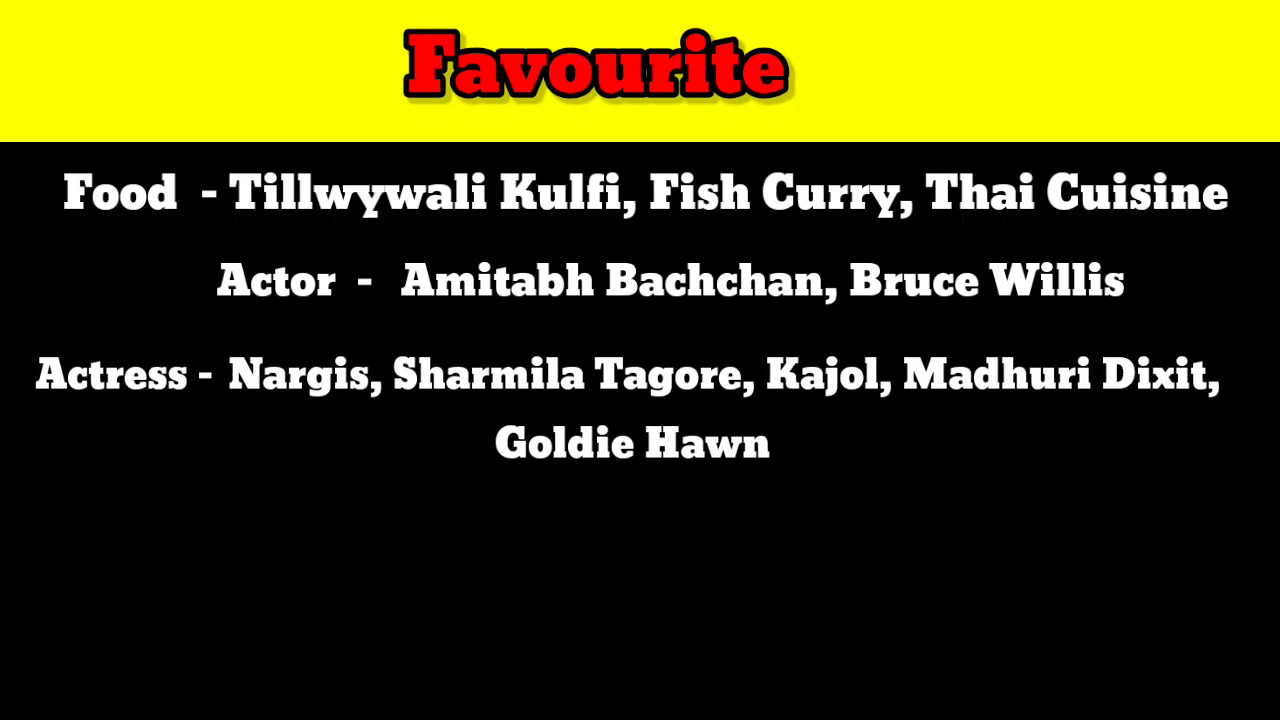 Favourite
Food - Tillwywali Kulfi, Fish Curry, Thai Cuisine
Actor - Amitabh Bachchan, Bruce Willis
Actress - Nargis, Sharmila Tagore, Kajol, Madhuri Dixit,
Goldie Hawn